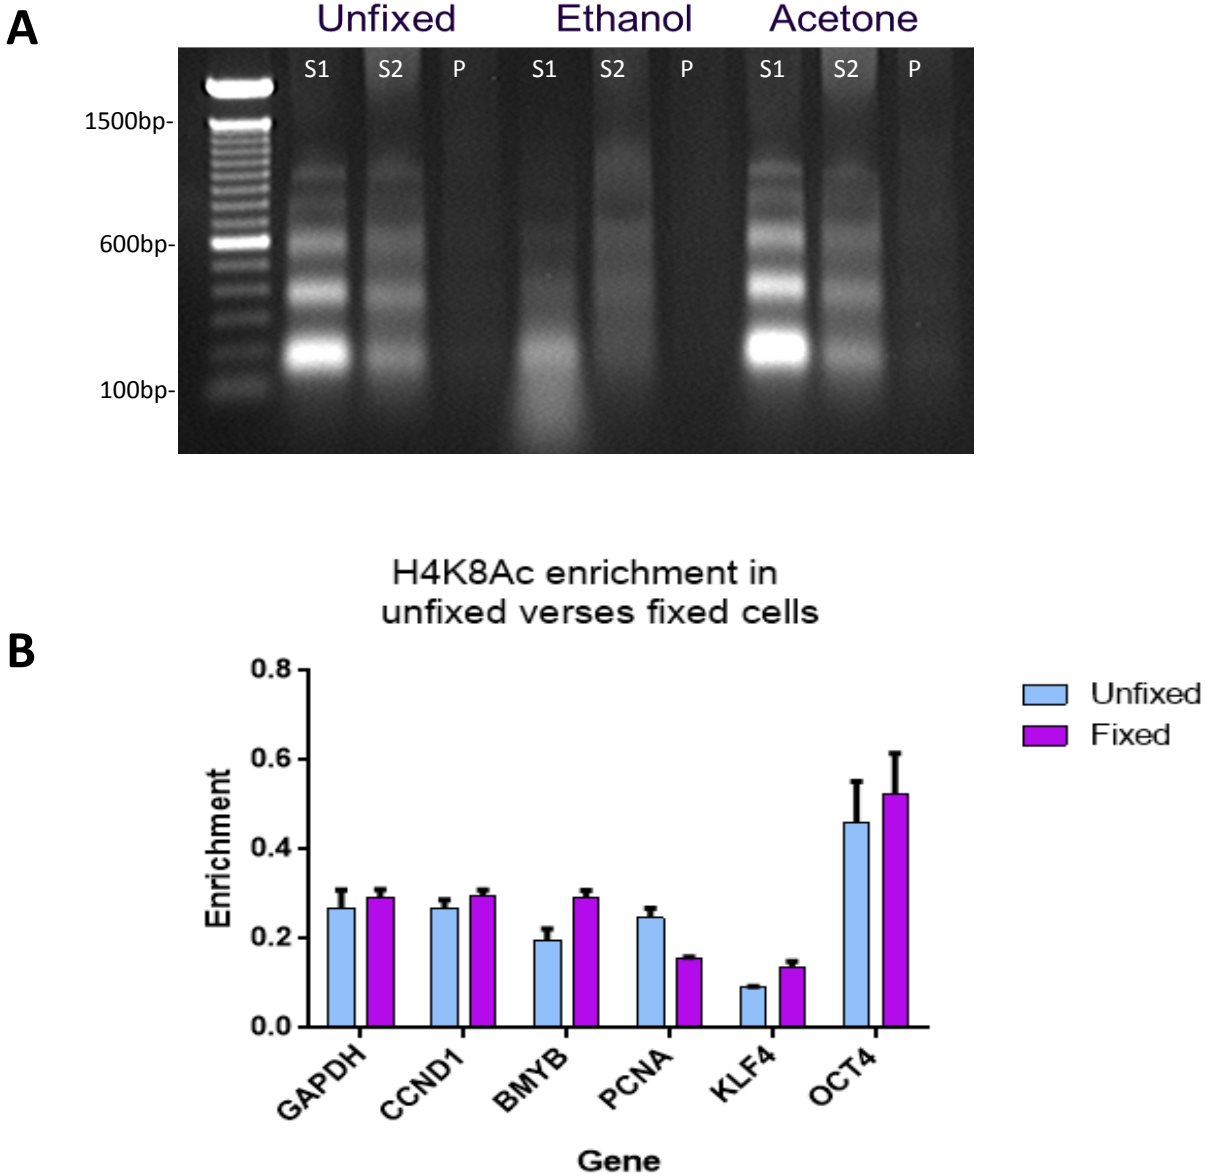 A
Unfixed Ethanol Acetone
S1 S2 P S1 S2 P S1 S2 P
1500bp-
600bp-
100bp-
H4K8Ac enrichment in
unfixed verses fixed cells
B
0.8
0.6
0.4
0.2
0.0
Enrichment
Unfixed
Fixed
GAPDH CCND1 BMYB PCNA KLF4 OCT4
Gene